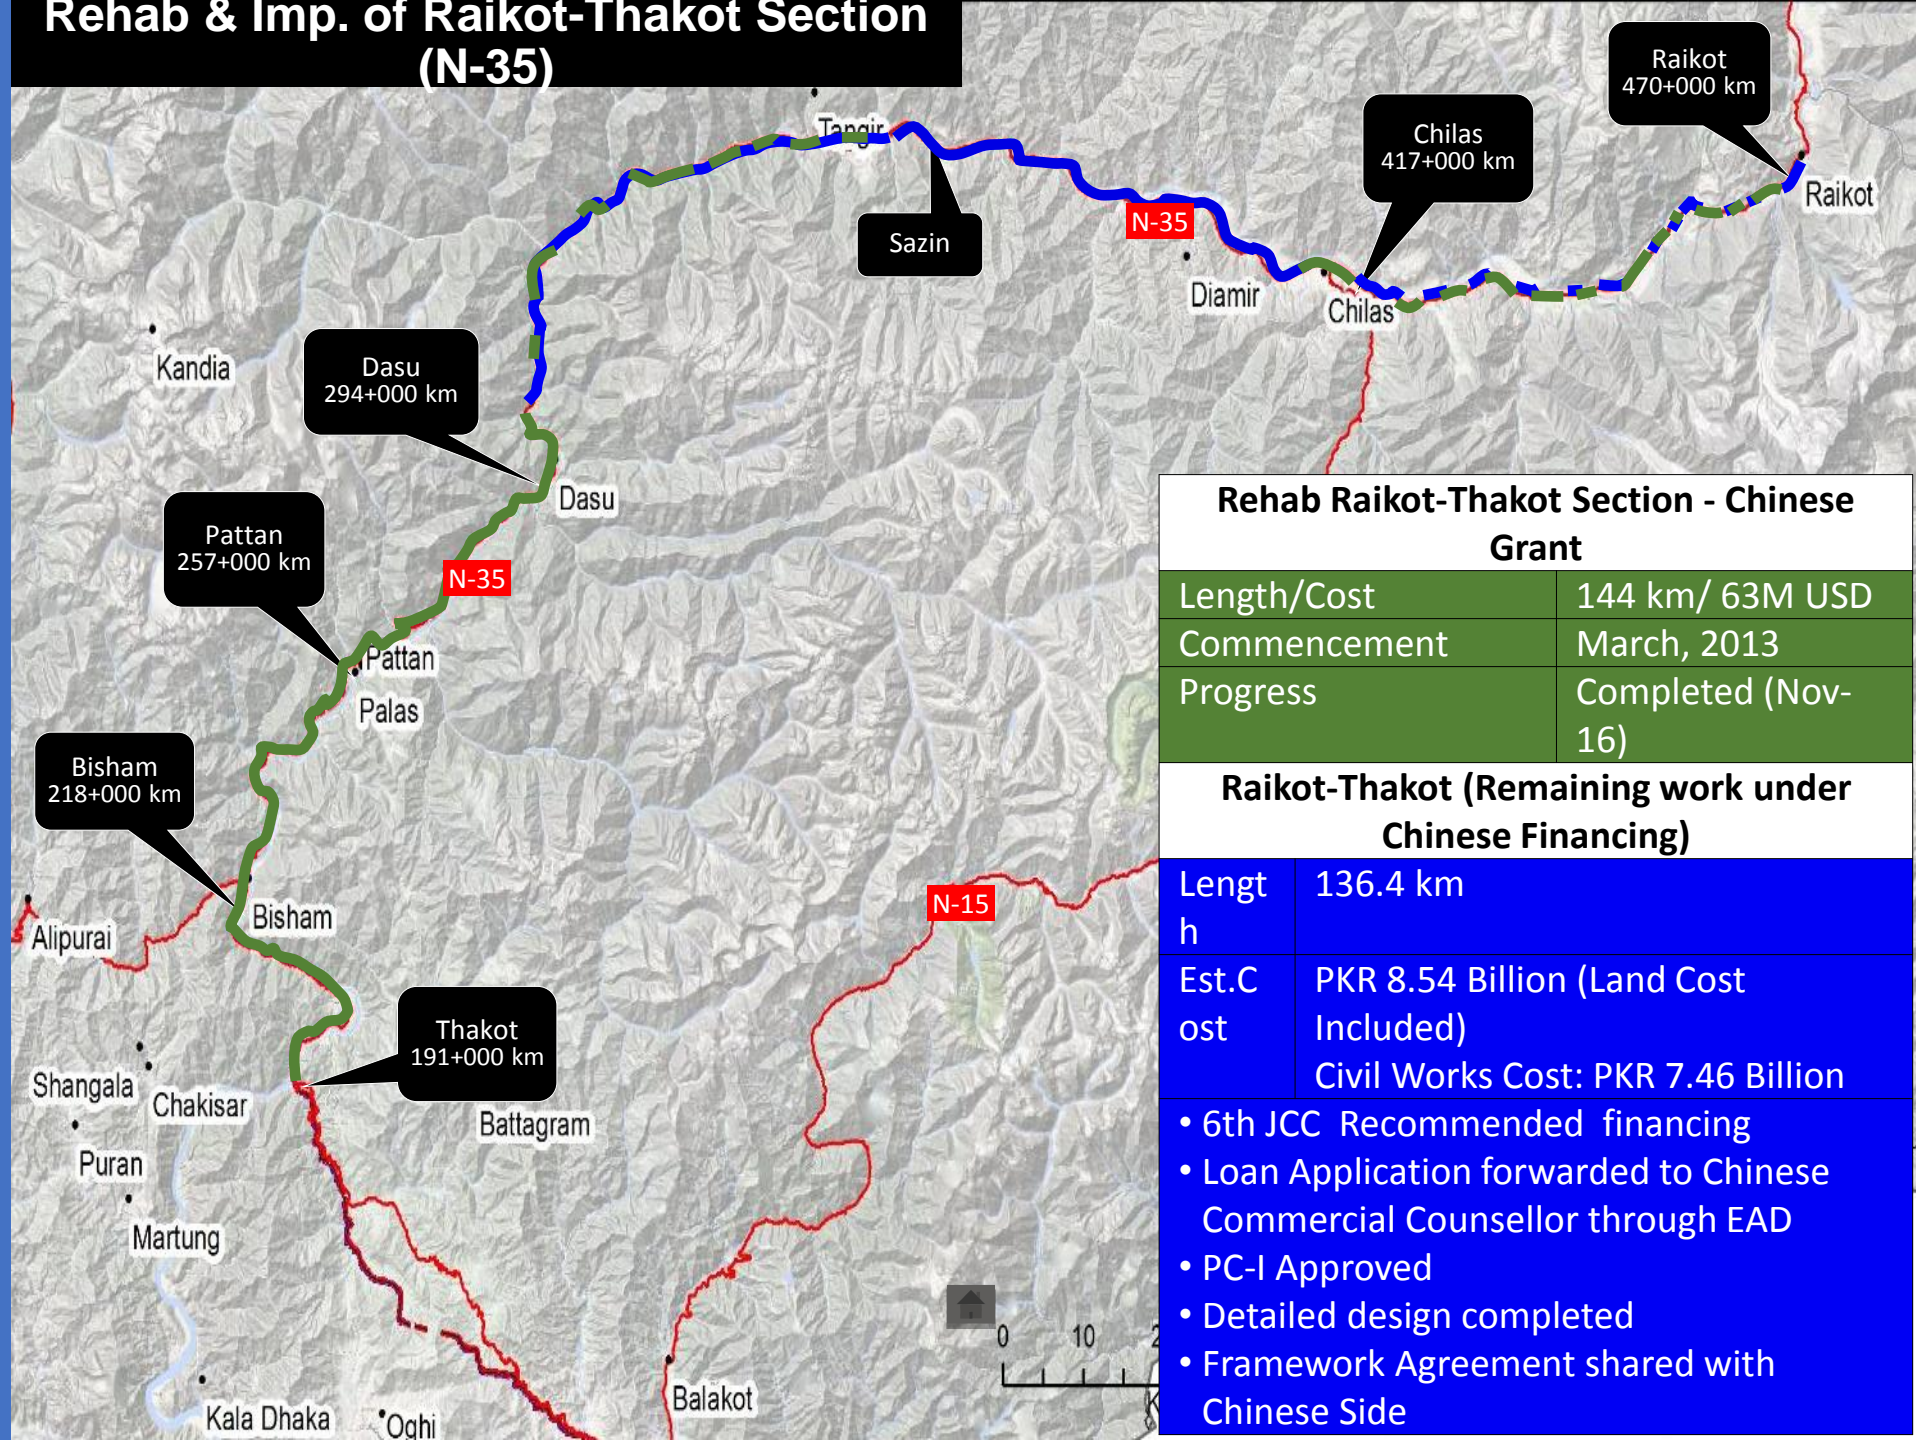 Rehab & Imp. of Raikot-Thakot Section
(N-35)
Raikot
470+000 km
Chilas
417+000 km
Tangir
Raikot
N-35
Sazin
Diamir
Chilas
Kandia
Dasu
294+000 km
Dasu
Pattan
257+000 km
N-35
Pattan
Palas
Bisham
218+000 km
N-15
Bisham
Alipurai
Thakot
191+000 km
Shangala
Chakisar
Battagram
Puran
Martung
Balakot
Kala Dhaka
Oghi
0 10
Rehab Raikot-Thakot Section - Chinese
Grant
Length/Cost 144 km/ 63M USD
Commencement March, 2013
Progress Completed (Nov-
16)
Raikot-Thakot (Remaining work under
Chinese Financing)
Lengt 136.4 km
h
Est.C PKR 8.54 Billion (Land Cost
ost Included)
Civil Works Cost: PKR 7.46 Billion
• 6th JCC Recommended financing
• Loan Application forwarded to Chinese
Commercial Counsellor through EAD
• PC-I Approved
• Detailed design completed
• Framework Agreement shared with
Chinese Side